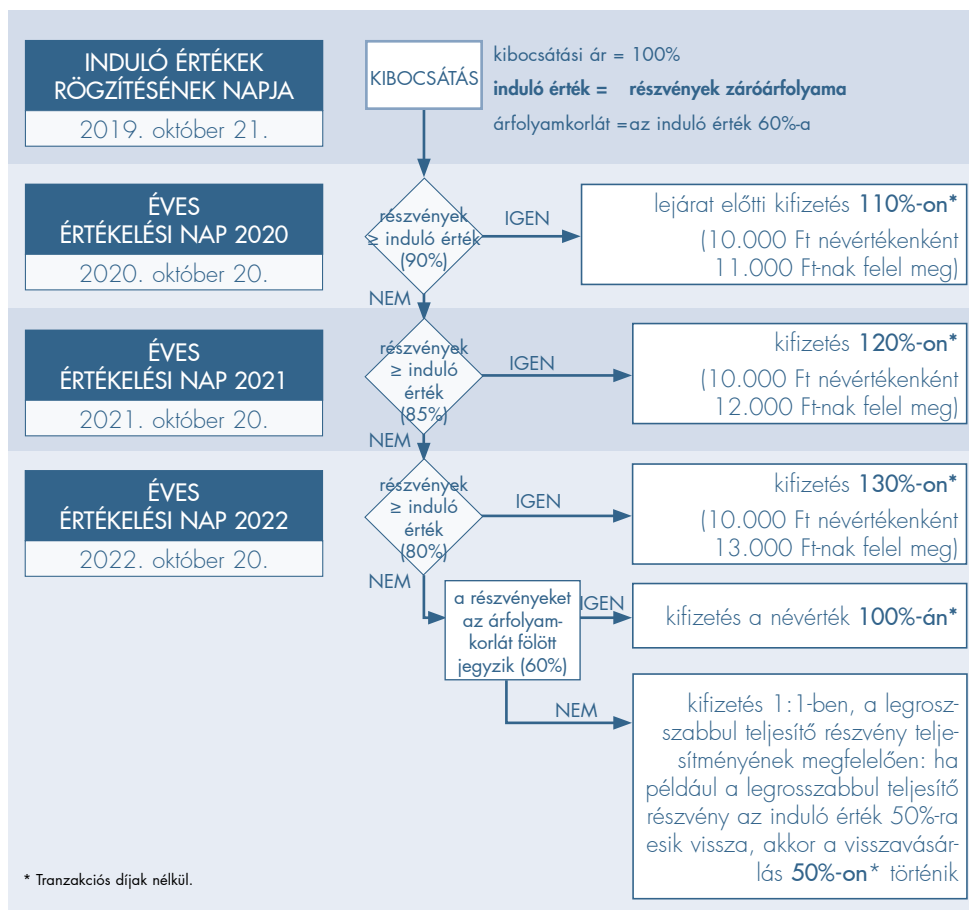 INDULÓ ÉRTÉKEK
RÖGZÍTÉSÉNEK NAPJA
2019. október 21.
KIBOCSÁTÁS
kibocsátási ár = 100%
induló érték = részvények záróárfolyama
árfolyamkorlát =az induló érték 60%-a
ÉVES
ÉRTÉKELÉSI NAP 2020
2020. október 20.
részvények
≥ induló érték
(90%)
IGEN
lejárat előtti kifizetés 110%-on*
(10.000 Ft névértékenként
11.000 Ft-nak felel meg)
NEM
ÉVES
ÉRTÉKELÉSI NAP 2021
2021. október 20.
részvények
≥ induló
érték
(85%)
IGEN
kifizetés 120%-on*
(10.000 Ft névértékenként
12.000 Ft-nak felel meg)
NEM
ÉVES
ÉRTÉKELÉSI NAP 2022
2022. október 20.
részvények
≥ induló
érték
(80%)
IGEN
kifizetés 130%-on*
(10.000 Ft névértékenként
13.000 Ft-nak felel meg)
NEM
a részvényeket
az árfolyam-
korlát fölött
jegyzik (60%)
IGEN
kifizetés a névérték 100%-án*
NEM
kifizetés 1:1-ben, a legrosz-
szabbul teljesítő részvény telje-
sítményének megfelelően: ha
például a legrosszabbul teljesítő
részvény az induló érték 50%-ra
esik vissza, akkor a visszavásár-
lás 50%-on* történik
* Tranzakciós díjak nélkül.